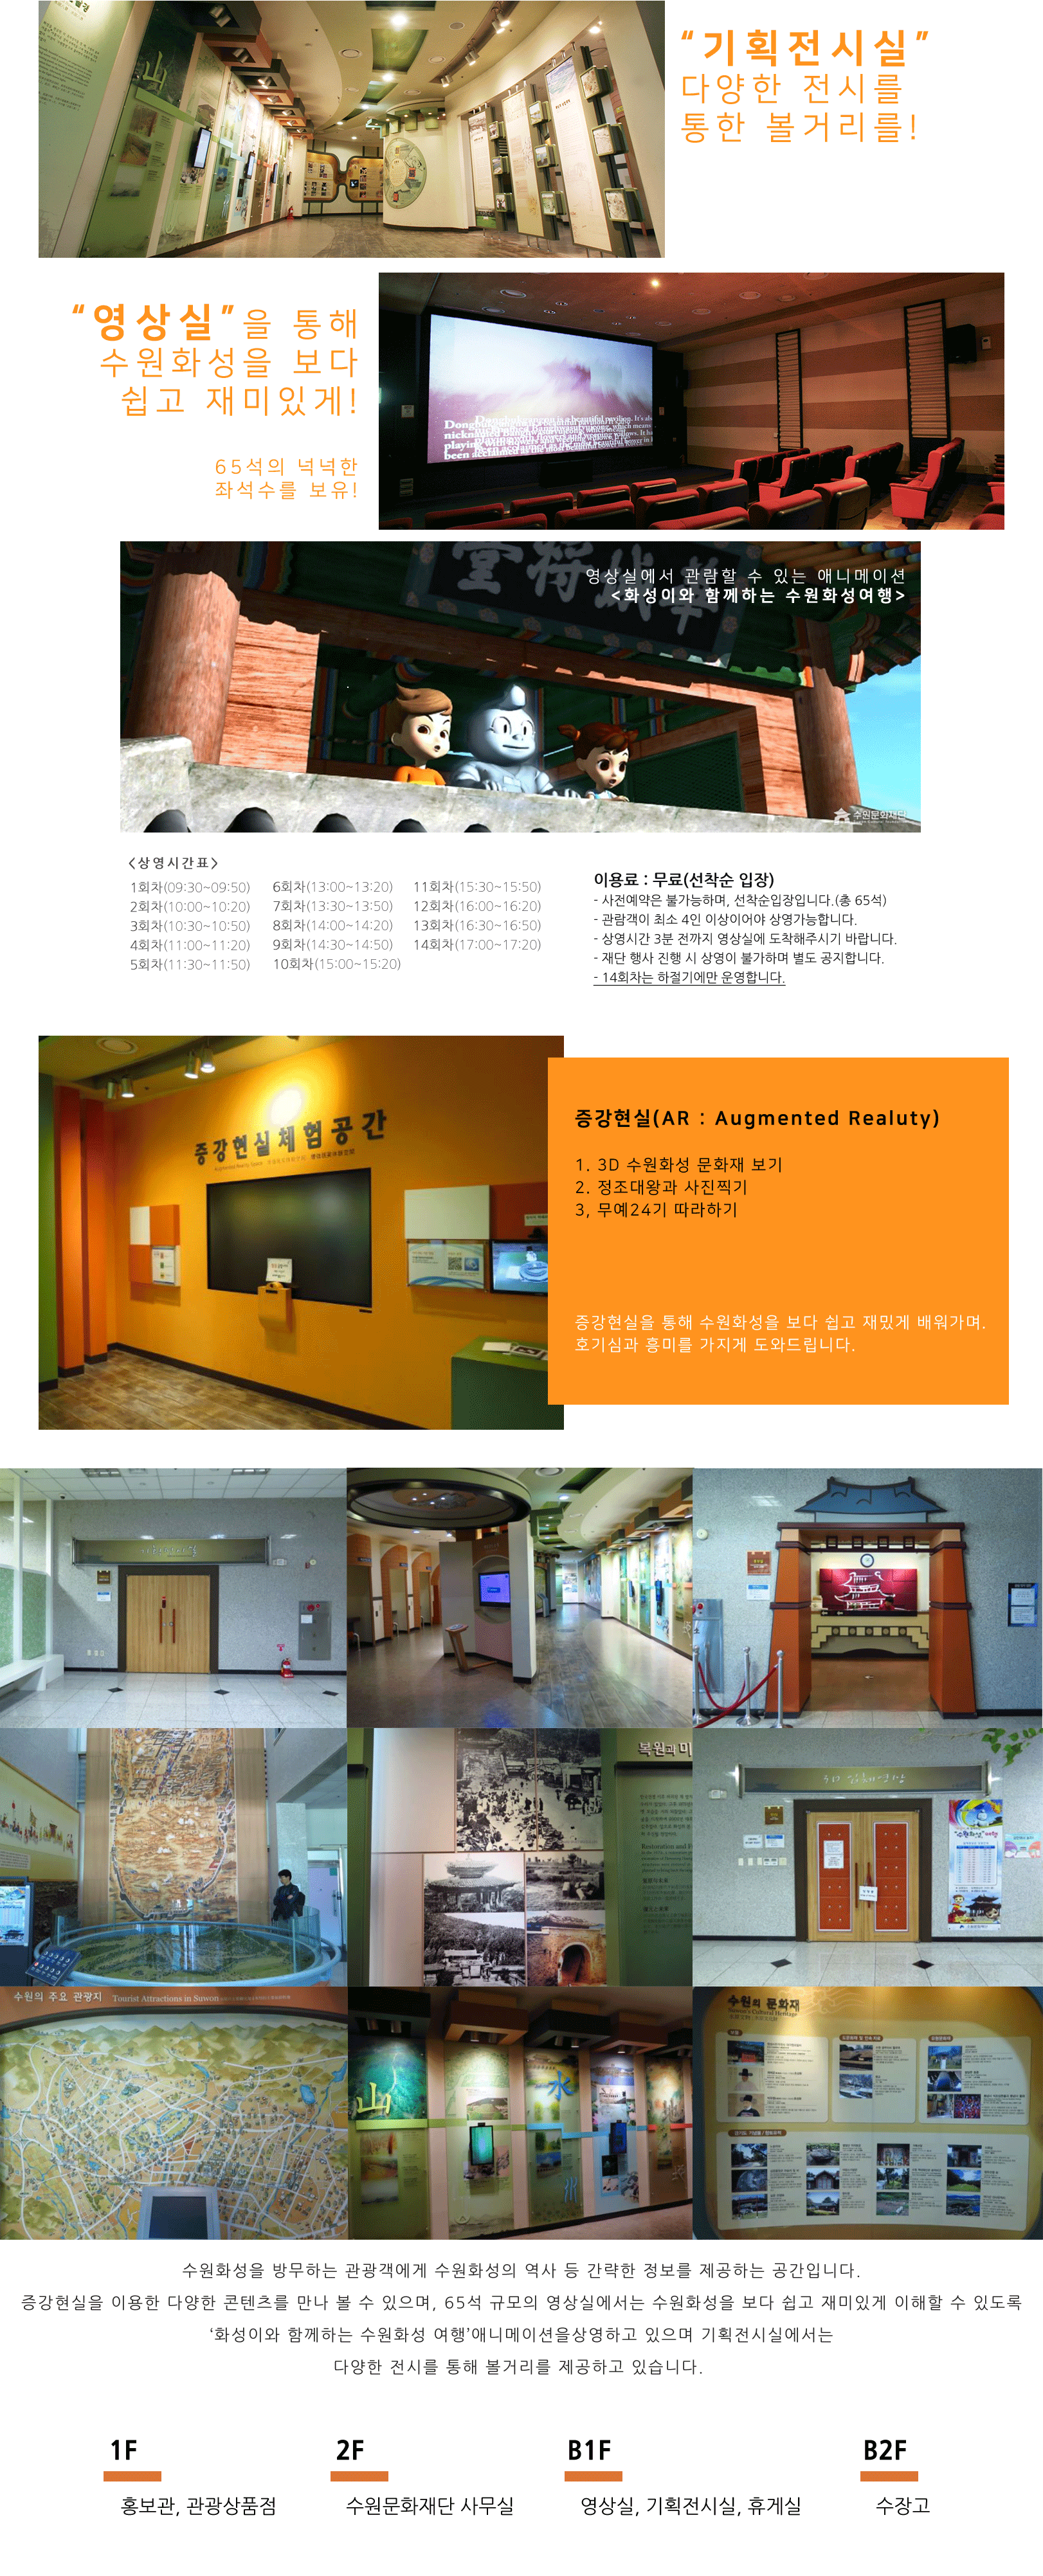 “기획전시실”
다양한 전시를
통한 볼거리를!
“영상실”을 통해
수원화성을 보다
쉽고 재미있게!
65석의 넉넉한
좌석수를 보유!
영상실에서 관람할 수 있는 애니메이션
<화성이와 함께하는 수원화성여행>
수원문화재단
<상영시간표>
1회차(09:30~09:50)
2회차(10:00~10:20)
3회차(10:30~10:50)
4회차(11:00~11:20)
5회차(11:30~11:50)
6회차(13:00~13:20)
7회차(13:30~13:50)
8회차(14:00~14:20)
9회차(14:30~14:50)
10회차(15:00~15:20)
11회차(15:30~15:50)
12회차(16:00~16:20)
13회차(16:30~16:50)
14회차(17:00~17:20)
이용료 : 무료(선착순 입장)
- 사전예약은 불가능하며, 선착순입장입니다.(총 65석)
- 관람객이 최소 4인 이상이어야 상영가능합니다.
- 상영시간 3분 전까지 영상실에 도착해주시기 바랍니다.
- 재단 행사 진행 시 상영이 불가하며 별도 공지합니다.
- 14회차는 하절기에만 운영합니다.
증강현실체험공간
증강현실(AR : Augmented Realuty)
1. 3D 수원화성 문화재 보기
2. 정조대왕과 사진찍기
3, 무예24기 따라하기
증강현실을 통해 수원화성을 보다 쉽고 재밌게 배워가며.
호기심과 흥미를 가지게 도와드립니다.
복원과 미
수원의 주요 관광지 Tourist Attractions in Suwon
山
水
수원의 문화재
수원화성을 방무하는 관광객에게 수원화성의 역사 등 간략한 정보를 제공하는 공간입니다.
증강현실을 이용한 다양한 콘텐츠를 만나 볼 수 있으며, 65석 규모의 영상실에서는 수원화성을 보다 쉽고 재미있게 이해할 수 있도록
‘화성이와 함께하는 수원화성 여행’애니메이션을상영하고 있으며 기획전시실에서는
다양한 전시를 통해 볼거리를 제공하고 있습니다.
1F
홍보관, 관광상품점
2F
수원문화재단 사무실
B1F
영상실, 기획전시실, 휴게실
B2F
수장고